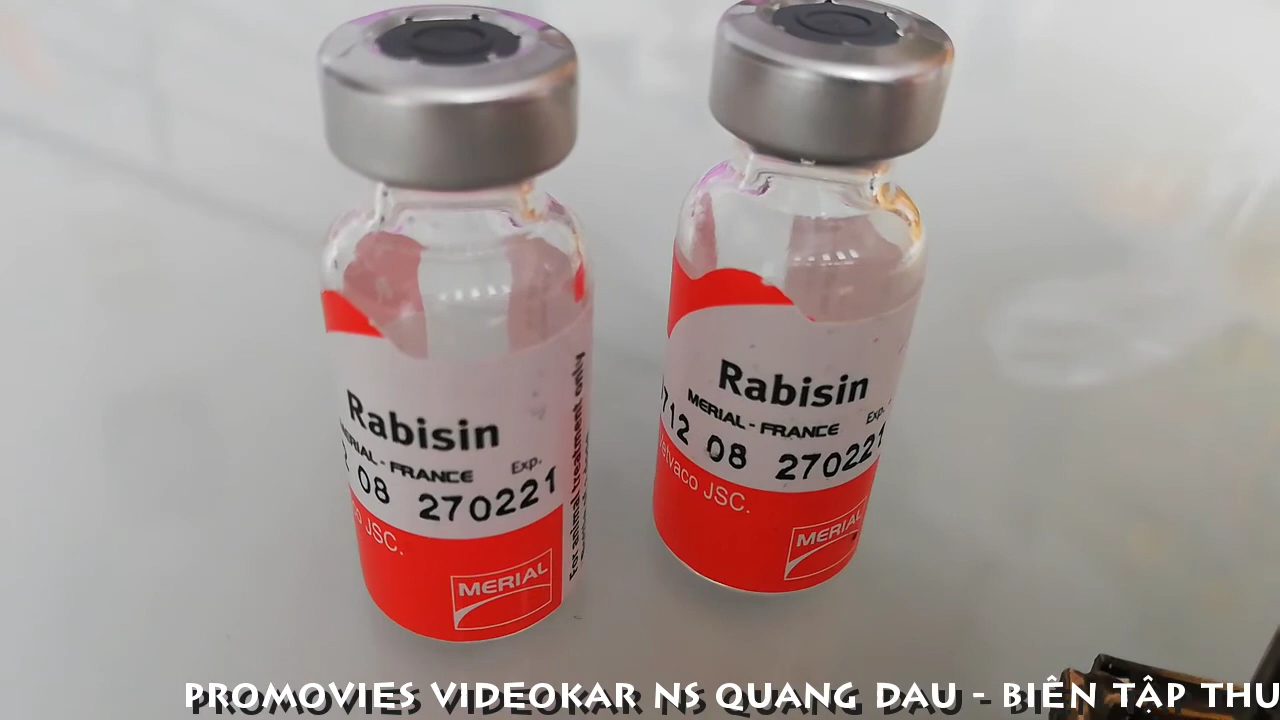 Rabisin
MERIAL - FRANCE
Exp.
08 270221
JSC.
MERIAL
For animal treatment only
Rabisin
MERIAL - FRANCE
Exp.
712 08 270221
JSC.
MERIAL
PROMOVIES VIDEOKAR NS QUANG DAU - BIÊN TẬP THU